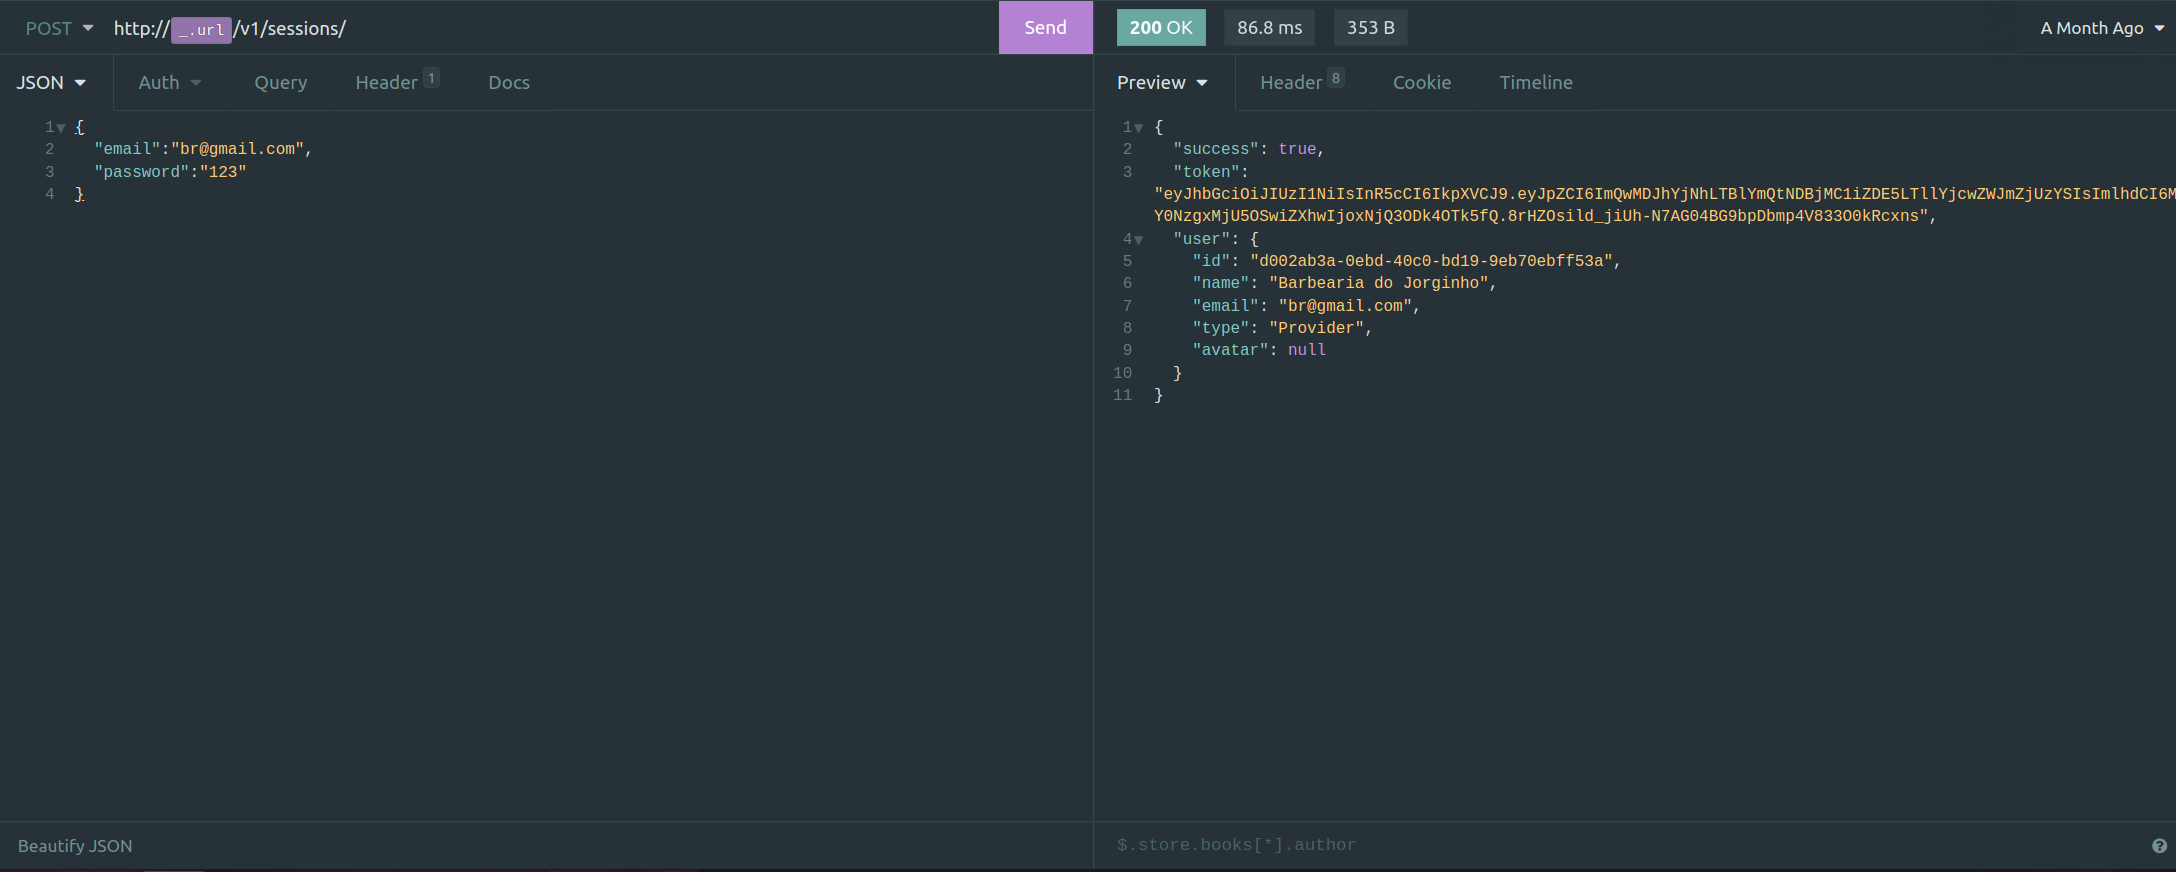 POST http://_.url/v1/sessions/ Send
200 OK 86.8 ms 353 B A Month Ago
JSON Auth Query Header 1 Docs
Preview Header 8 Cookie Timeline
1 {
2 "email":"br@gmail.com",
3 "password":"123"
4 }
1 {
2 "success": true,
3 "token":
"eyJhbGciOiJIUzI1NiIsInR5cCI6IkpXVCJ9.eyJpZCI6ImQwMDJhYjNhLTBlYmQtNDBjMC1iZDE5LTllYjcwZWJmZjUzYSIsImlhdCI6M
Y0NzgxMjU5OSwiZXhwIjoxNjQ3ODk4OTk5fQ.8rHZOsild_jiUh-N7AG04BG9bpDbmp4V833O0kRcxns",
4 "user": {
5 "id": "d002ab3a-0ebd-40c0-bd19-9eb70ebff53a",
6 "name": "Barbearia do Jorginho",
7 "email": "br@gmail.com",
8 "type": "Provider",
9 "avatar": null
10 }
11 }
Beautify JSON
$.store.books[*].author